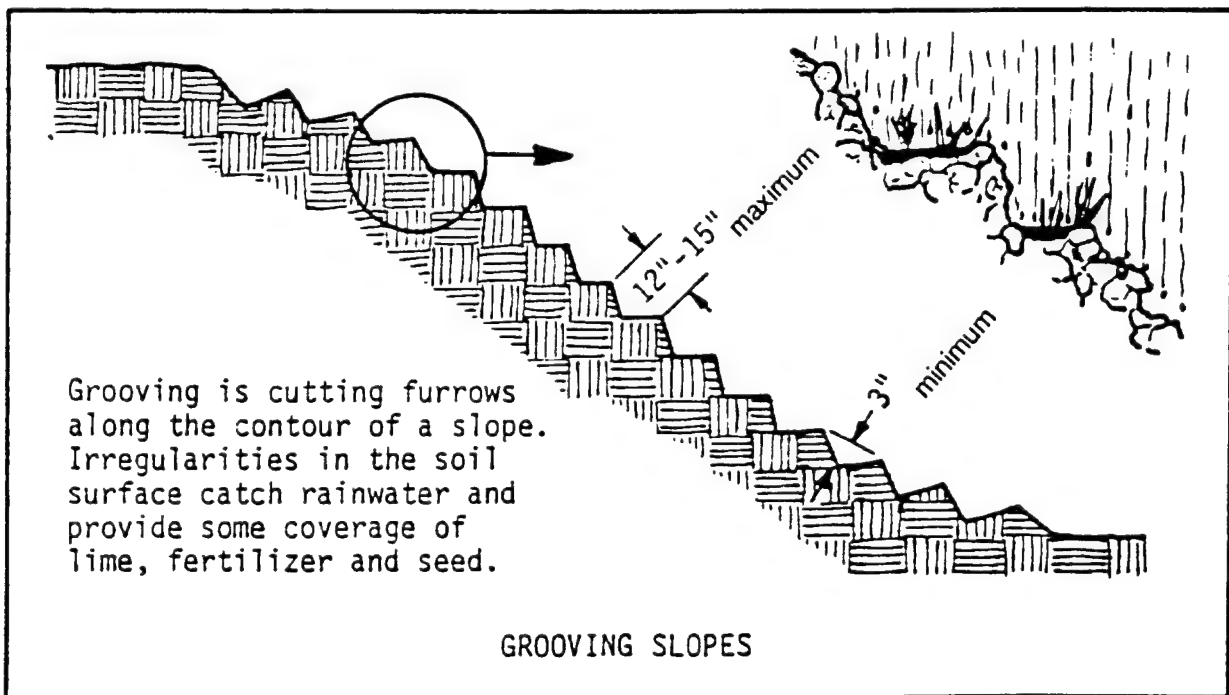 12"-15"
maximum
3"
minimum
Grooving is cutting furrows
along the contour of a slope.
Irregularities in the soil
surface catch rainwater and
provide some coverage of
lime, fertilizer and seed.
GROOVING SLOPES